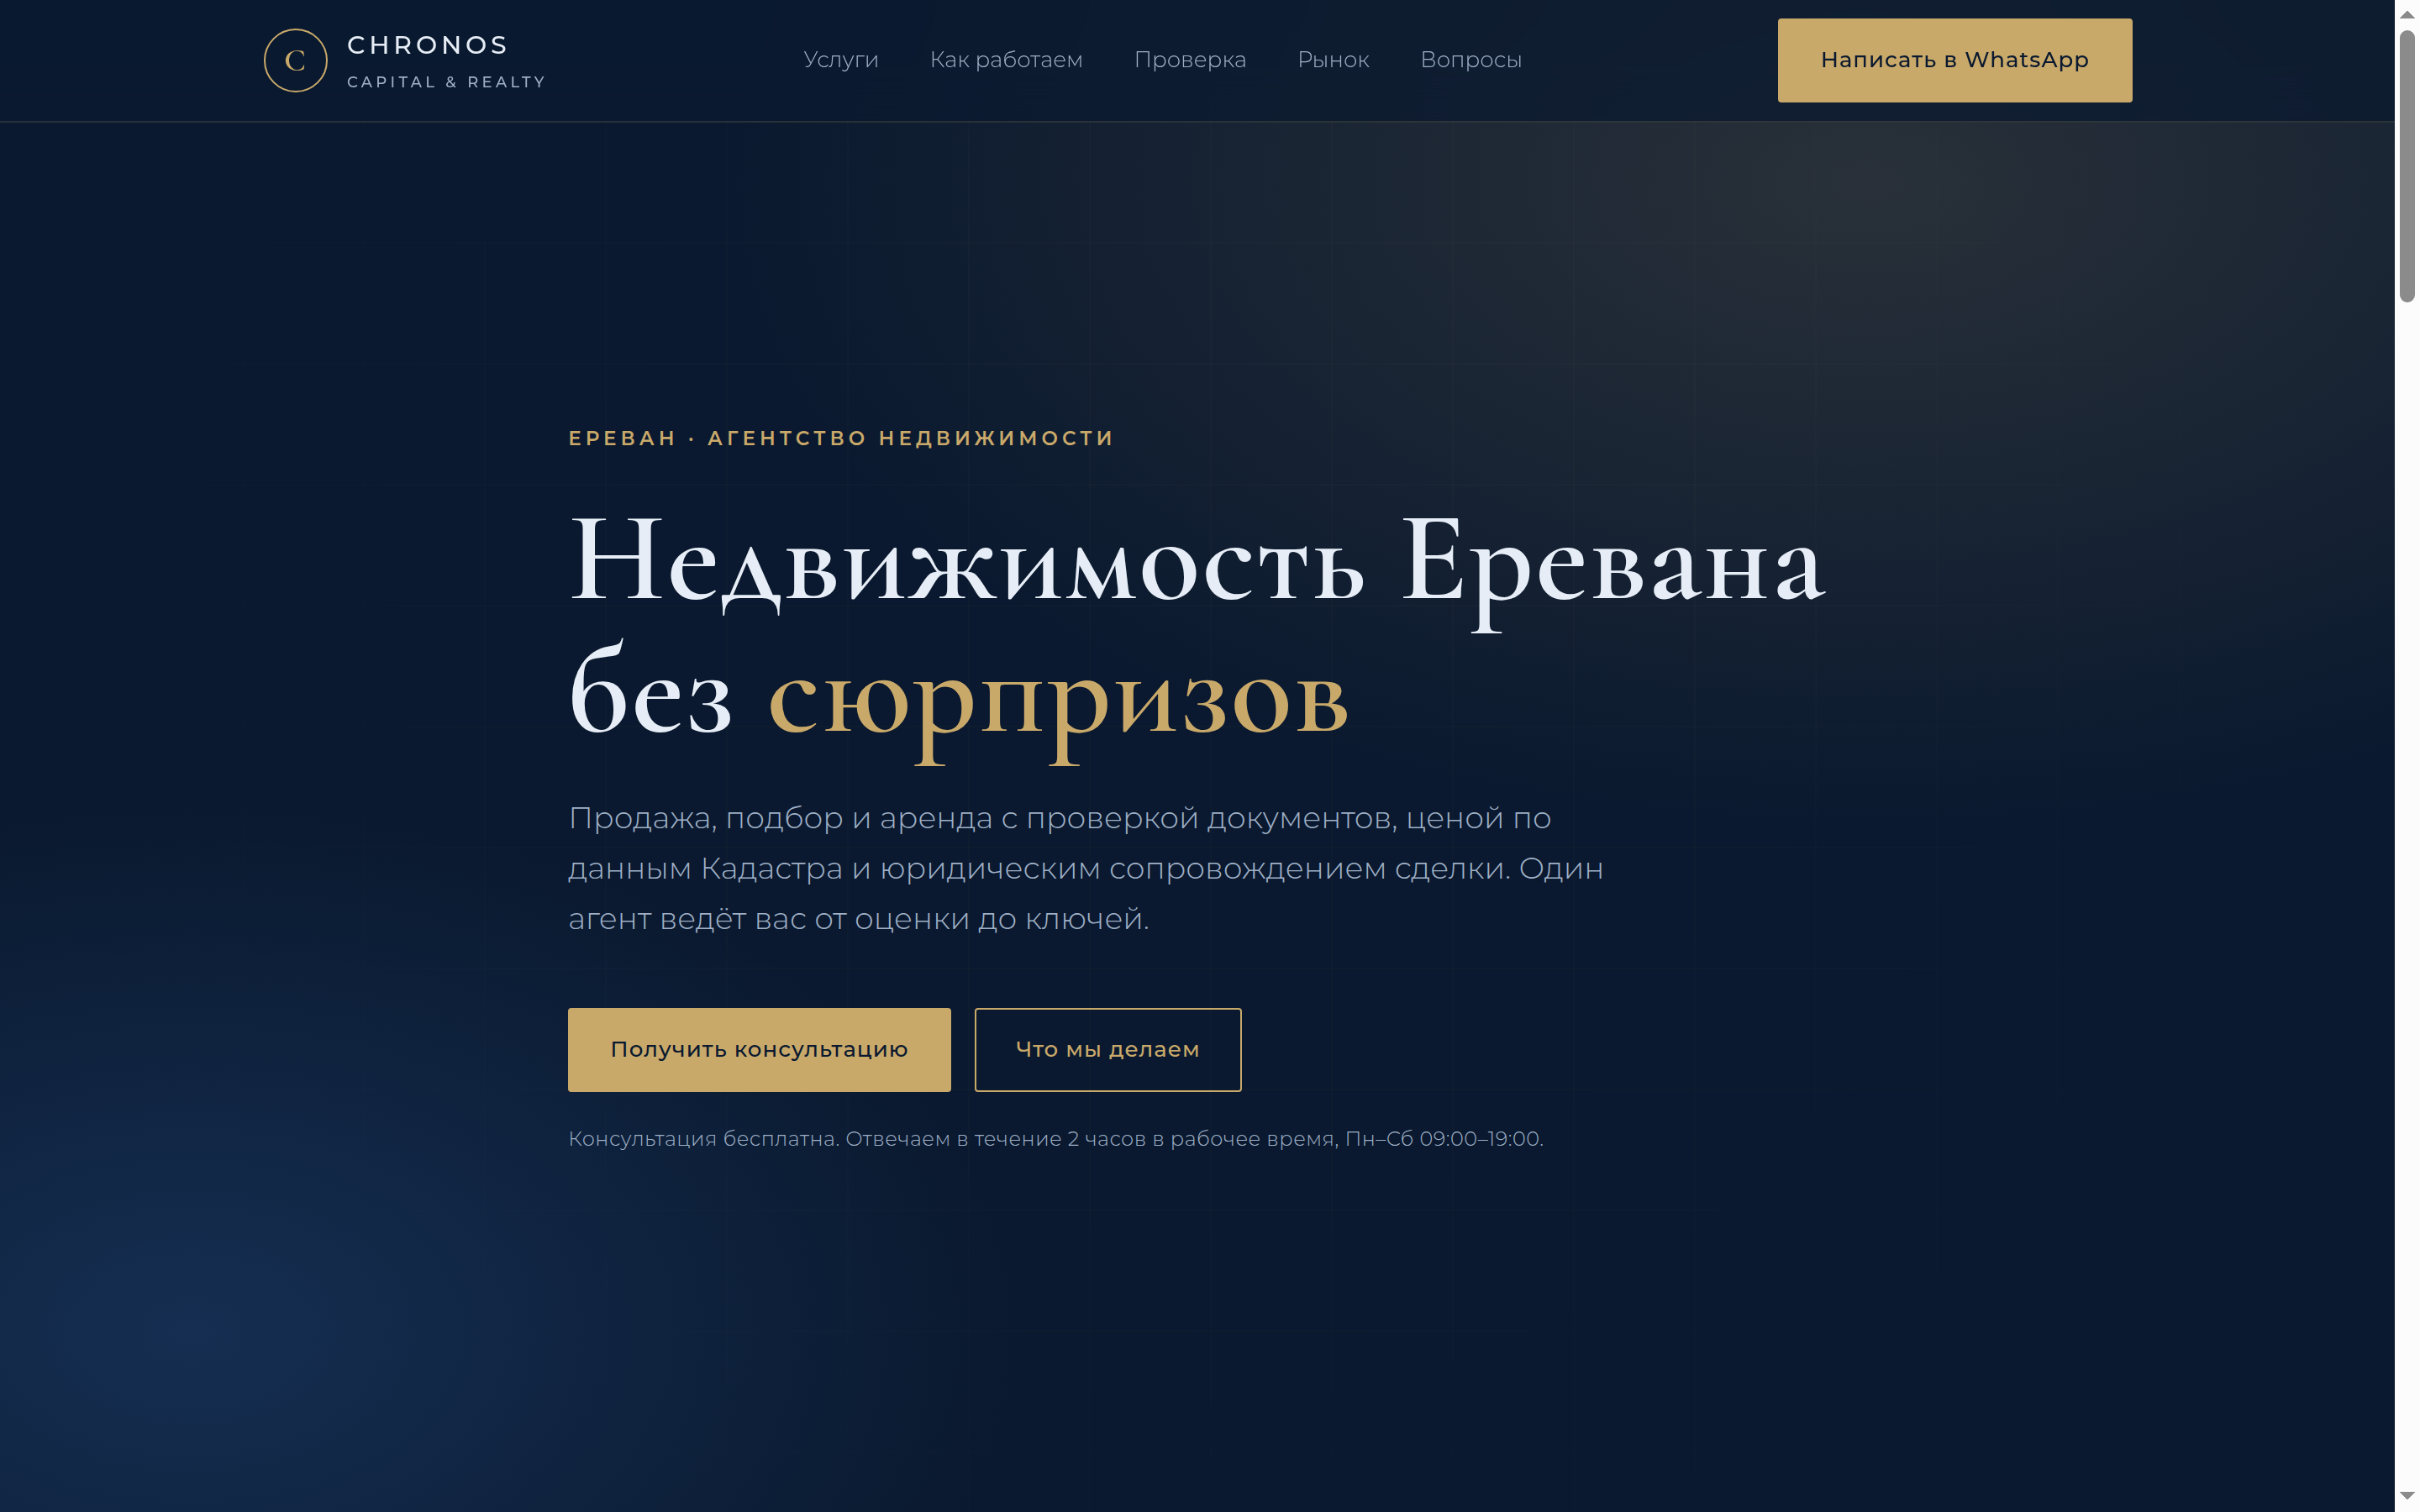 C
CHRONOS
CAPITAL & REALTY
Услуги
Как работаем
Проверка
Рынок
Вопросы
Написать в WhatsApp
ЕРЕВАН · АГЕНТСТВО НЕДВИЖИМОСТИ
Недвижимость Еревана
без сюрпризов
Продажа, подбор и аренда с проверкой документов, ценой по
данным Кадастра и юридическим сопровождением сделки. Один
агент ведёт вас от оценки до ключей.
Получить консультацию
Что мы делаем
Консультация бесплатна. Отвечаем в течение 2 часов в рабочее время, Пн–Сб 09:00–19:00.